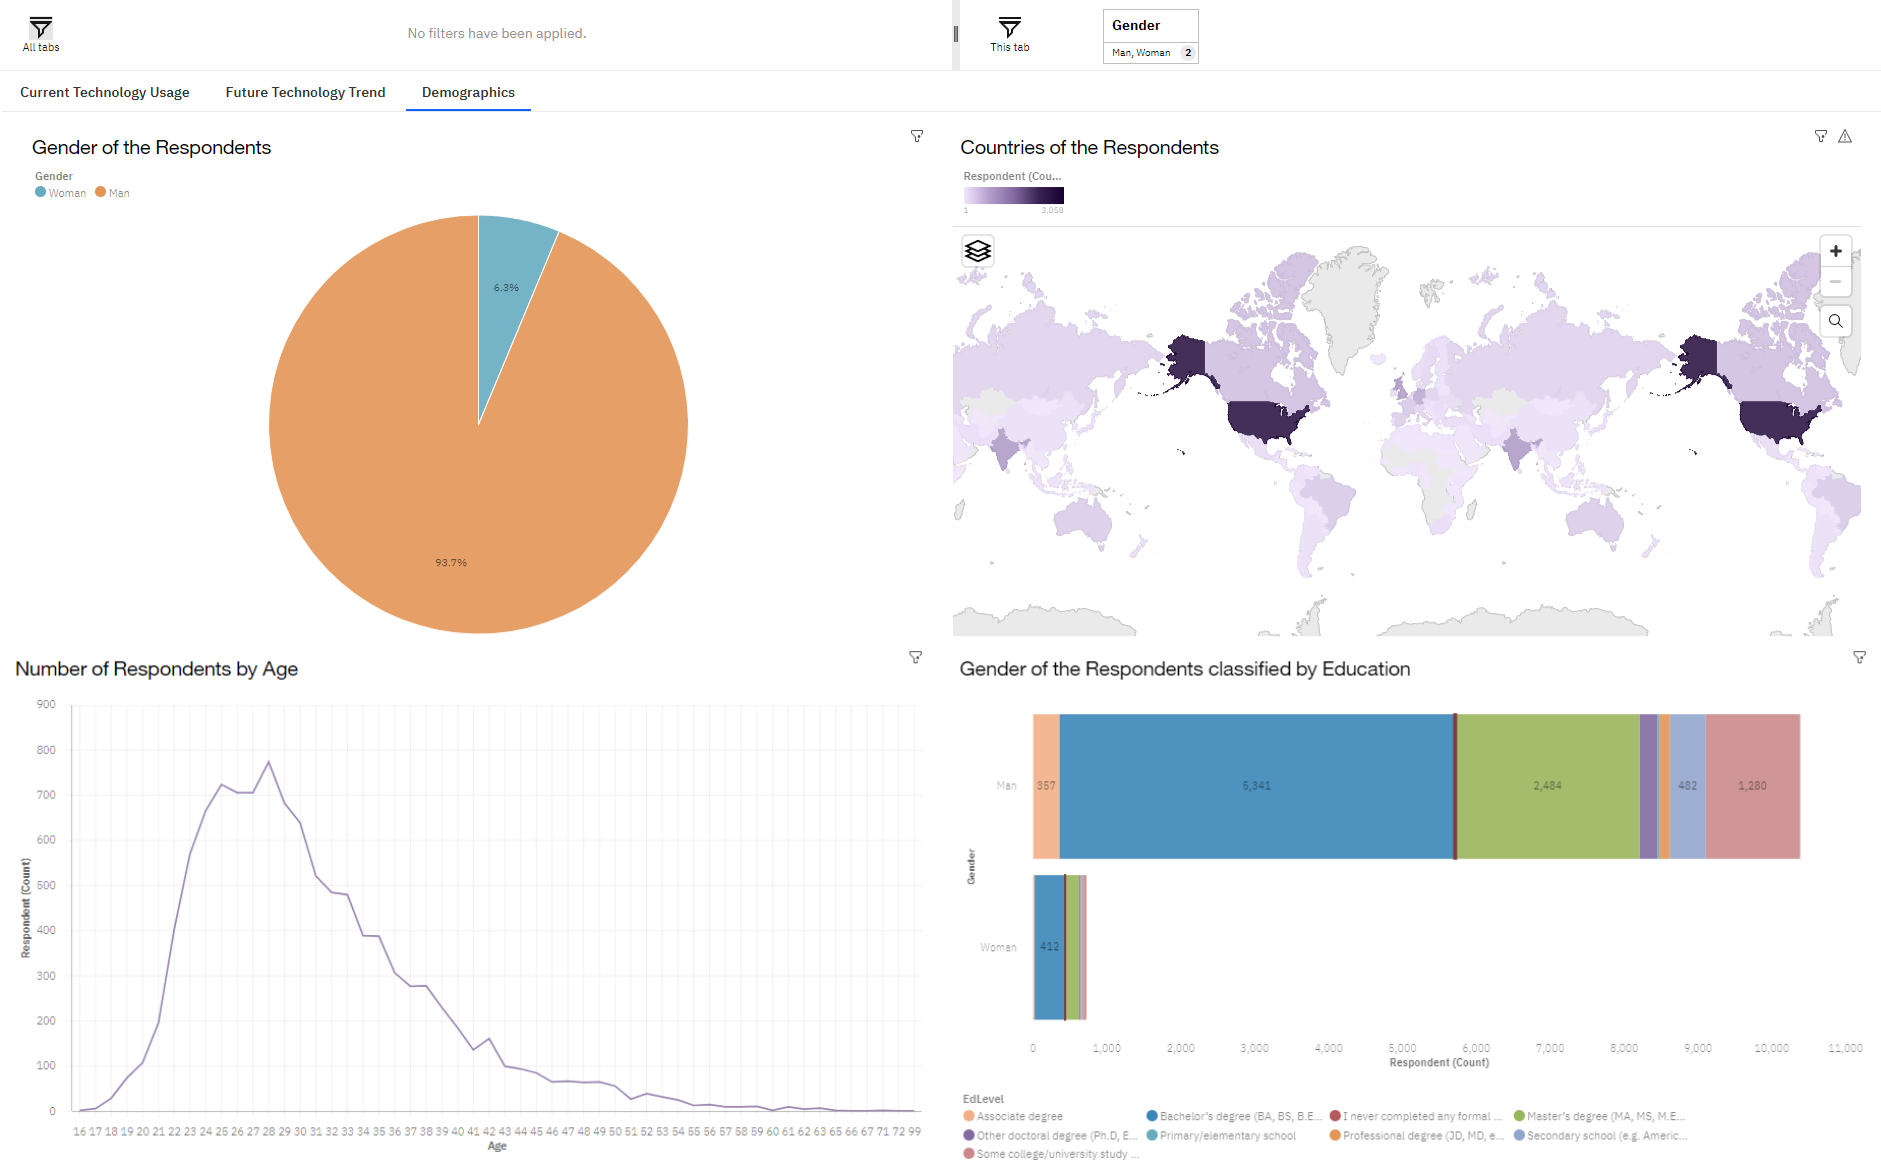 All tabs
No filters have been applied.
This tab
Gender
Man, Woman 2
Current Technology Usage
Future Technology Trend
Demographics
Gender of the Respondents
Gender
Woman Man
6.3%
93.7%
Countries of the Respondents
Respondent (Cou...
1 3,058
Number of Respondents by Age
900
800
700
600
500
400
300
200
100
0
Respondent (Count)
16 17 18 19 20 21 22 23 24 25 26 27 28 29 30 31 32 33 34 35 36 37 38 39 40 41 42 43 44 45 46 47 48 49 50 51 52 53 54 55 56 57 58 59 60 61 62 63 65 66 67 71 72 99
Age
Gender of the Respondents classified by Education
Gender
Man
357 5,341 2,484 482 1,280
Woman
412
0 1,000 2,000 3,000 4,000 5,000 6,000 7,000 8,000 9,000 10,000 11,000
Respondent (Count)
EdLevel
Associate degree Bachelor's degree (BA, BS, B.E... I never completed any formal ... Master's degree (MA, MS, M.E...
Other doctoral degree (Ph.D, E... Primary/elementary school Professional degree (JD, MD, e... Secondary school (e.g. Americ...
Some college/university study ...